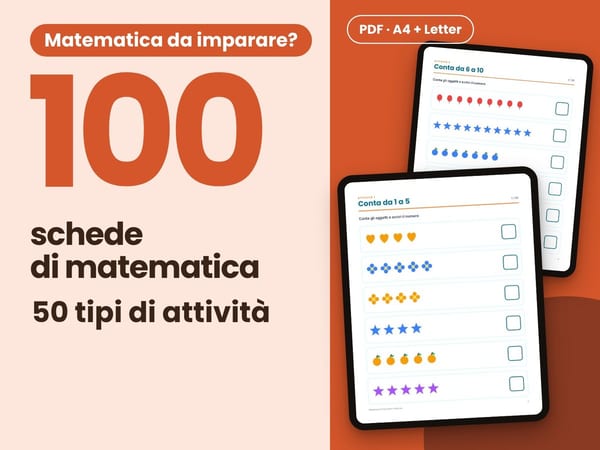 Matematica da imparare?
100
schede
di matematica
50 tipi di attività
PDF · A4 + Letter
Conta da 6 a 10
Conta gli oggetti e scrivi il numero
Conta da 1 a 5
Conta gli oggetti e scrivi il numero